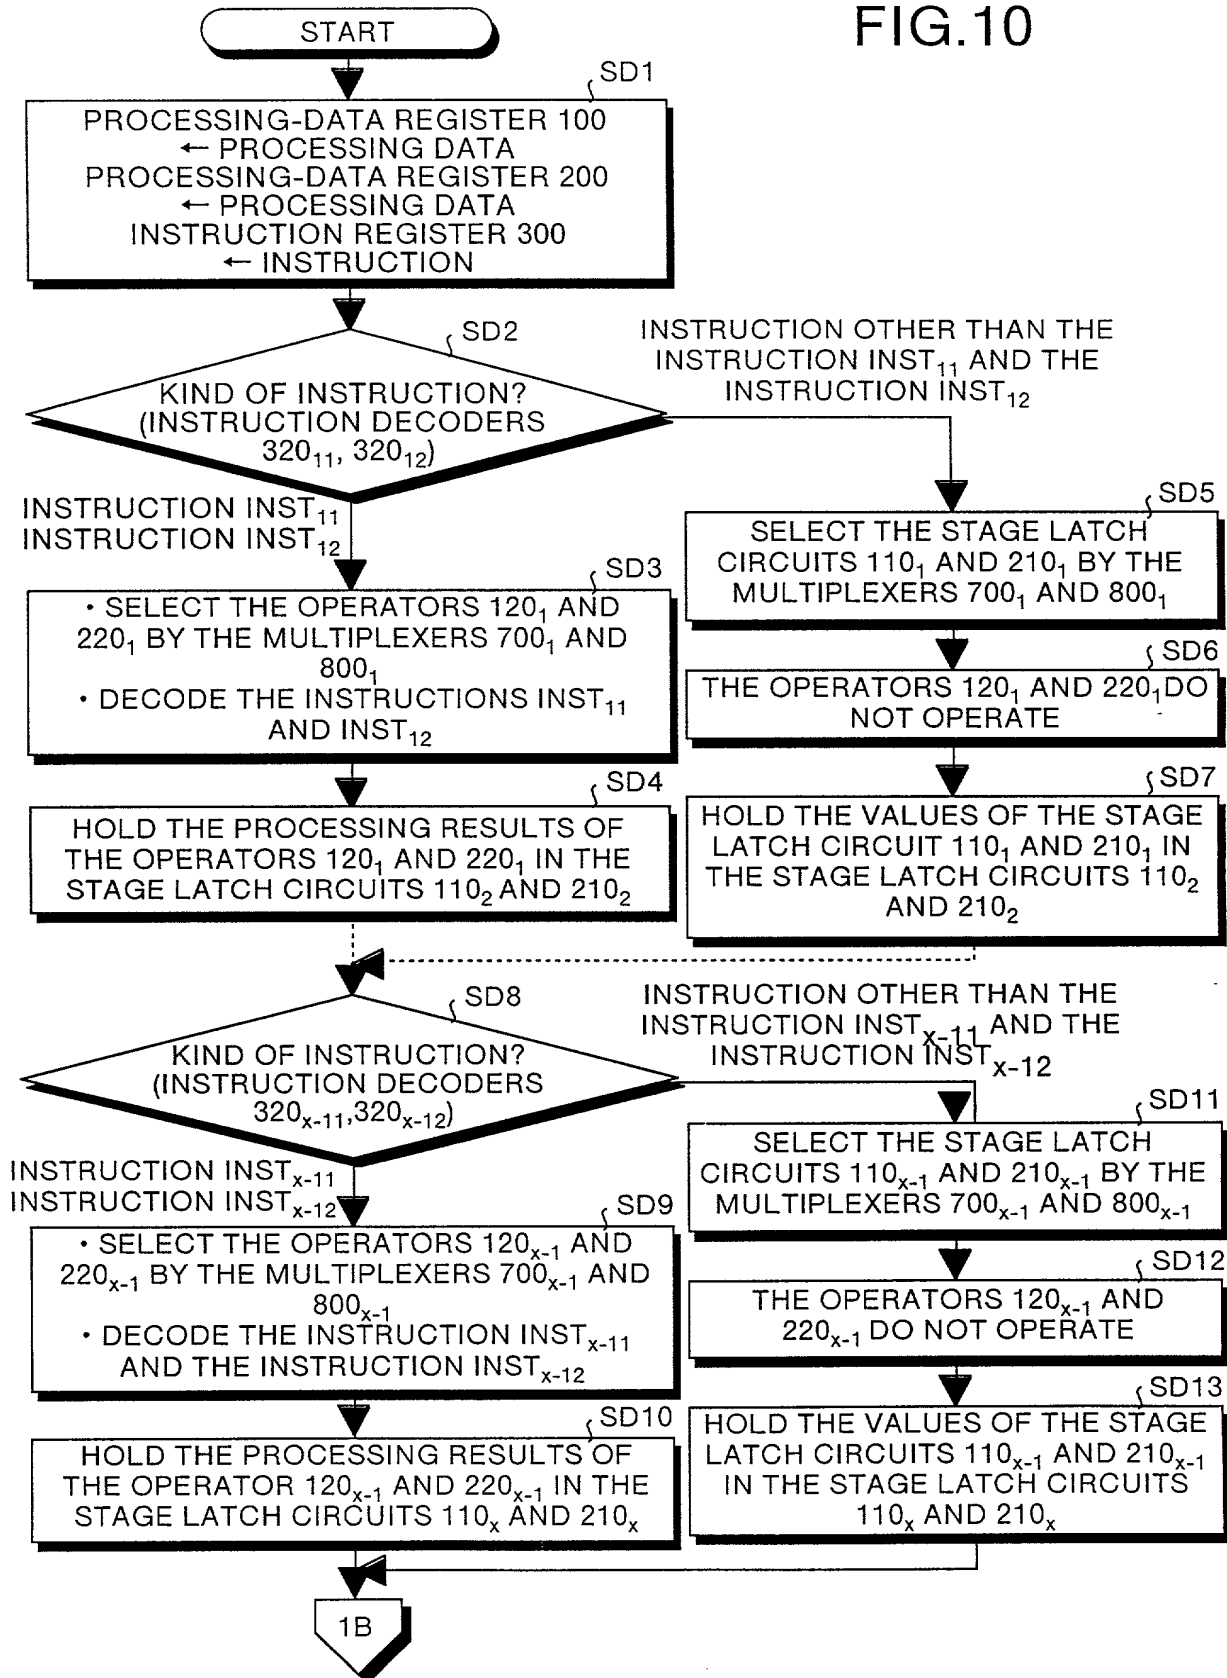 FIG.10
START
SD1
PROCESSING-DATA REGISTER 100
← PROCESSING DATA
PROCESSING-DATA REGISTER 200
← PROCESSING DATA
INSTRUCTION REGISTER 300
← INSTRUCTION
SD2
KIND OF INSTRUCTION?
(INSTRUCTION DECODERS
320₁₁, 320₁₂)
INSTRUCTION OTHER THAN THE
INSTRUCTION INST₁₁ AND THE
INSTRUCTION INST₁₂
INSTRUCTION INST₁₁
INSTRUCTION INST₁₂
SD3
• SELECT THE OPERATORS 120₁ AND
220₁ BY THE MULTIPLEXERS 700₁ AND
800₁
• DECODE THE INSTRUCTIONS INST₁₁
AND INST₁₂
SD4
HOLD THE PROCESSING RESULTS OF
THE OPERATORS 120₁ AND 220₁ IN THE
STAGE LATCH CIRCUITS 110₂ AND 210₂
SD5
SELECT THE STAGE LATCH
CIRCUITS 110₁ AND 210₁ BY THE
MULTIPLEXERS 700₁ AND 800₁
SD6
THE OPERATORS 120₁ AND 220₁ DO
NOT OPERATE
SD7
HOLD THE VALUES OF THE STAGE
LATCH CIRCUIT 110₁ AND 210₁ IN
THE STAGE LATCH CIRCUITS 110₂
AND 210₂
SD8
KIND OF INSTRUCTION?
(INSTRUCTION DECODERS
320ₓ₋₁₁,320ₓ₋₁₂)
INSTRUCTION OTHER THAN THE
INSTRUCTION INSTₓ₋₁₁ AND THE
INSTRUCTION INSTₓ₋₁₂
INSTRUCTION INSTₓ₋₁₁
INSTRUCTION INSTₓ₋₁₂
SD9
• SELECT THE OPERATORS 120ₓ₋₁ AND
220ₓ₋₁ BY THE MULTIPLEXERS 700ₓ₋₁ AND
800ₓ₋₁
• DECODE THE INSTRUCTION INSTₓ₋₁₁
AND THE INSTRUCTION INSTₓ₋₁₂
SD10
HOLD THE PROCESSING RESULTS OF
THE OPERATOR 120ₓ₋₁ AND 220ₓ₋₁ IN THE
STAGE LATCH CIRCUITS 110ₓ AND 210ₓ
SD11
SELECT THE STAGE LATCH
CIRCUITS 110ₓ₋₁ AND 210ₓ₋₁ BY THE
MULTIPLEXERS 700ₓ₋₁ AND 800ₓ₋₁
SD12
THE OPERATORS 120ₓ₋₁ AND
220ₓ₋₁ DO NOT OPERATE
SD13
HOLD THE VALUES OF THE STAGE
LATCH CIRCUITS 110ₓ₋₁ AND 210ₓ₋₁
IN THE STAGE LATCH CIRCUITS
110ₓ AND 210ₓ
1B